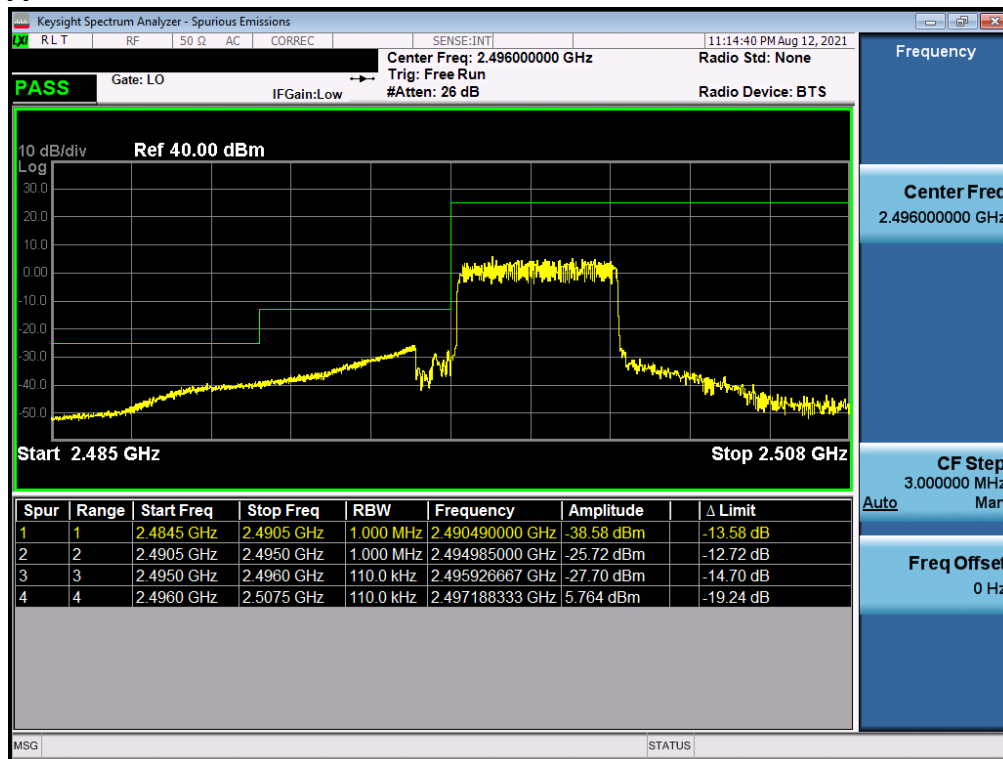 Keysight Spectrum Analyzer - Spurious Emissions
LXI RL T RF 50 Ω AC CORREC SENSE:INT 11:14:40 PM Aug 12, 2021
Center Freq: 2.496000000 GHz Radio Std: None
PASS Gate: LO Trig: Free Run
IFGain:Low #Atten: 26 dB Radio Device: BTS
10 dB/div Ref 40.00 dBm
Log
30.0
20.0
10.0
0.00
-10.0
-20.0
-30.0
-40.0
-50.0
Start 2.485 GHz Stop 2.508 GHz
Spur Range Start Freq Stop Freq RBW Frequency Amplitude Δ Limit
1 1 2.4845 GHz 2.4905 GHz 1.000 MHz 2.490490000 GHz -38.58 dBm -13.58 dB
2 2 2.4905 GHz 2.4950 GHz 1.000 MHz 2.494985000 GHz -25.72 dBm -12.72 dB
3 3 2.4950 GHz 2.4960 GHz 110.0 kHz 2.495926667 GHz -27.70 dBm -14.70 dB
4 4 2.4960 GHz 2.5075 GHz 110.0 kHz 2.497188333 GHz 5.764 dBm -19.24 dB
MSG STATUS
Frequency
Center Freq
2.496000000 GHz
CF Step
3.000000 MHz
Auto Man
Freq Offset
0 Hz